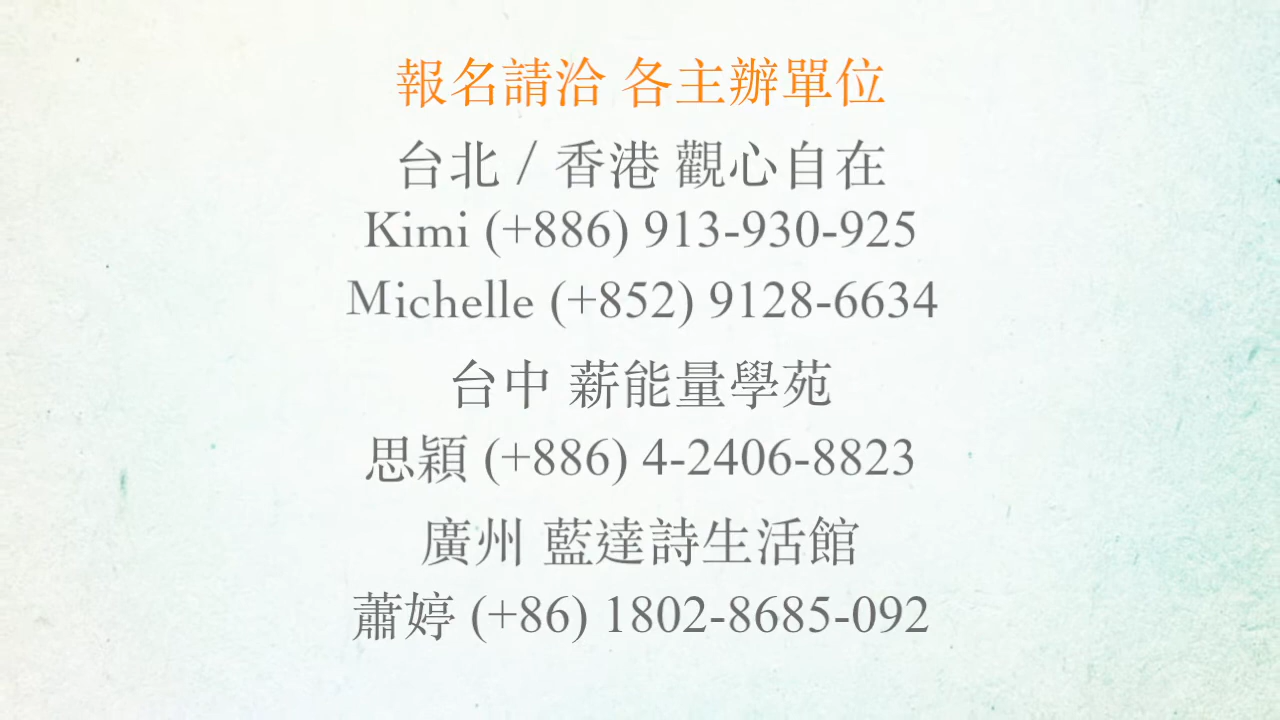 報名請洽 各主辦單位
台北 / 香港 觀心自在
Kimi (+886) 913-930-925
Michelle (+852) 9128-6634
台中 薪能量學苑
思穎 (+886) 4-2406-8823
廣州 藍達詩生活館
蕭婷 (+86) 1802-8685-092